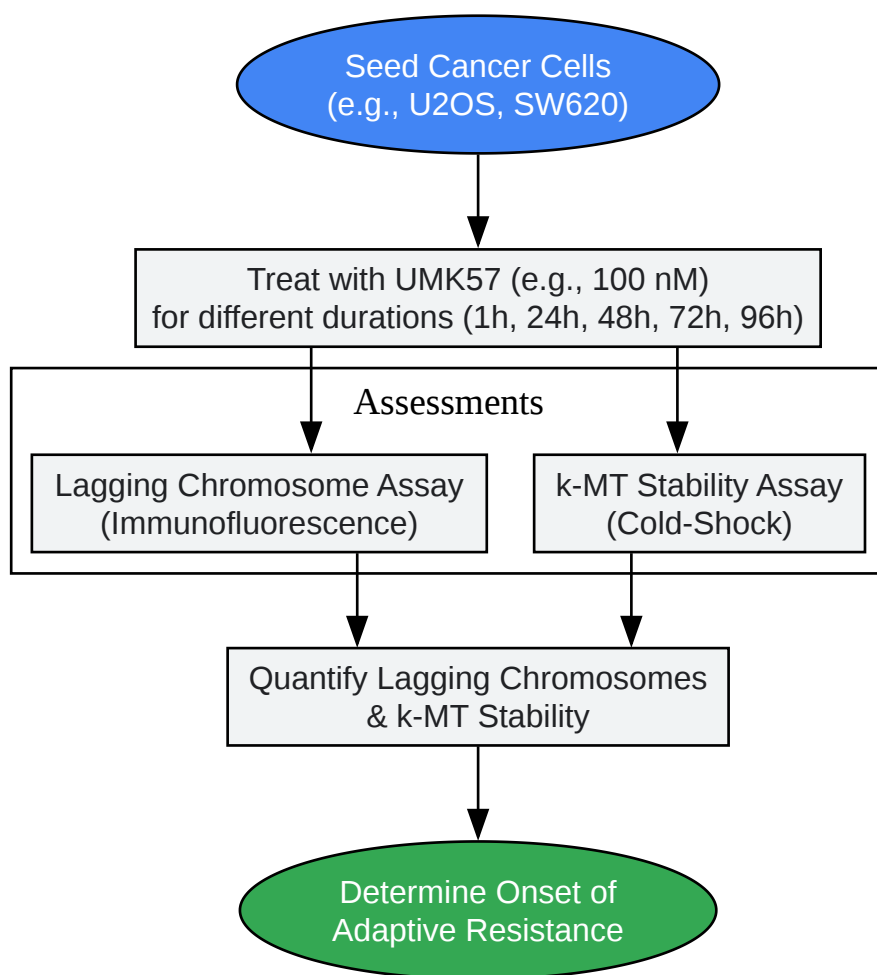 Seed Cancer Cells
(e.g., U2OS, SW620)
Treat with UMK57 (e.g., 100 nM)
for different durations (1h, 24h, 48h, 72h, 96h)
Assessments
Lagging Chromosome Assay
(Immunofluorescence)
k-MT Stability Assay
(Cold-Shock)
Quantify Lagging Chromosomes
& k-MT Stability
Determine Onset of
Adaptive Resistance